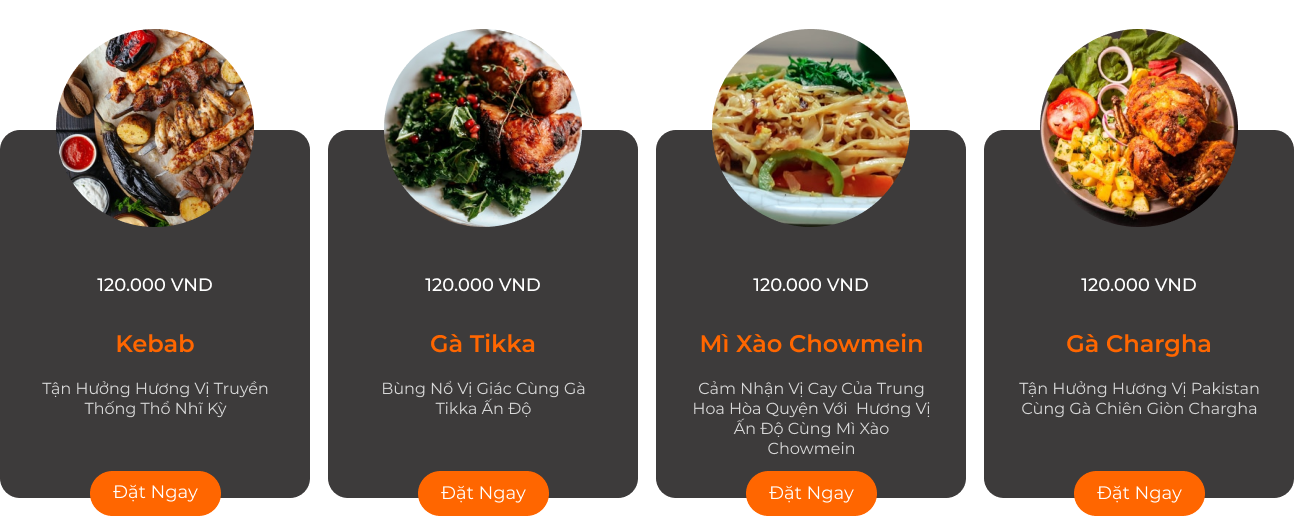 120.000 VND
Kebab
Tận Hưởng Hương Vị Truyền
Thống Thổ Nhĩ Kỳ
Đặt Ngay
120.000 VND
Gà Tikka
Bùng Nổ Vị Giác Cùng Gà
Tikka Ấn Độ
Đặt Ngay
120.000 VND
Mì Xào Chowmein
Cảm Nhận Vị Cay Của Trung
Hoa Hòa Quyện Với  Hương Vị
Ấn Độ Cùng Mì Xào
Chowmein
Đặt Ngay
120.000 VND
Gà Chargha
Tận Hưởng Hương Vị Pakistan
Cùng Gà Chiên Giòn Chargha
Đặt Ngay